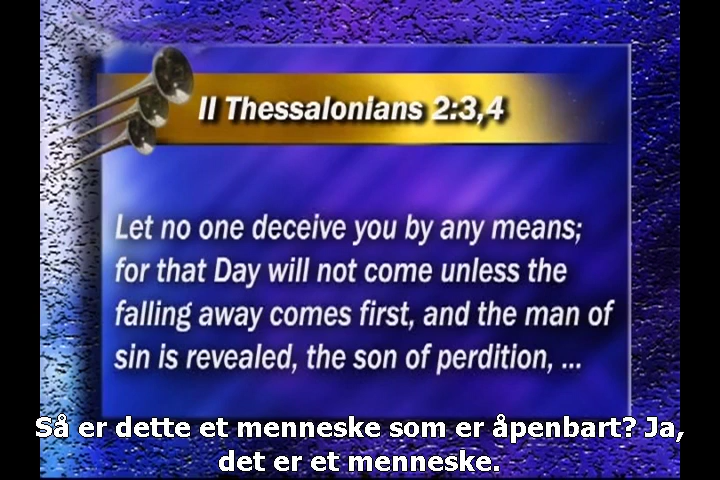 II Thessalonians 2:3,4
Let no one deceive you by any means;
for that Day will not come unless the
falling away comes first, and the man of
sin is revealed, the son of perdition, ...
Så er dette et menneske som er åpenbart? Ja,
det er et menneske.